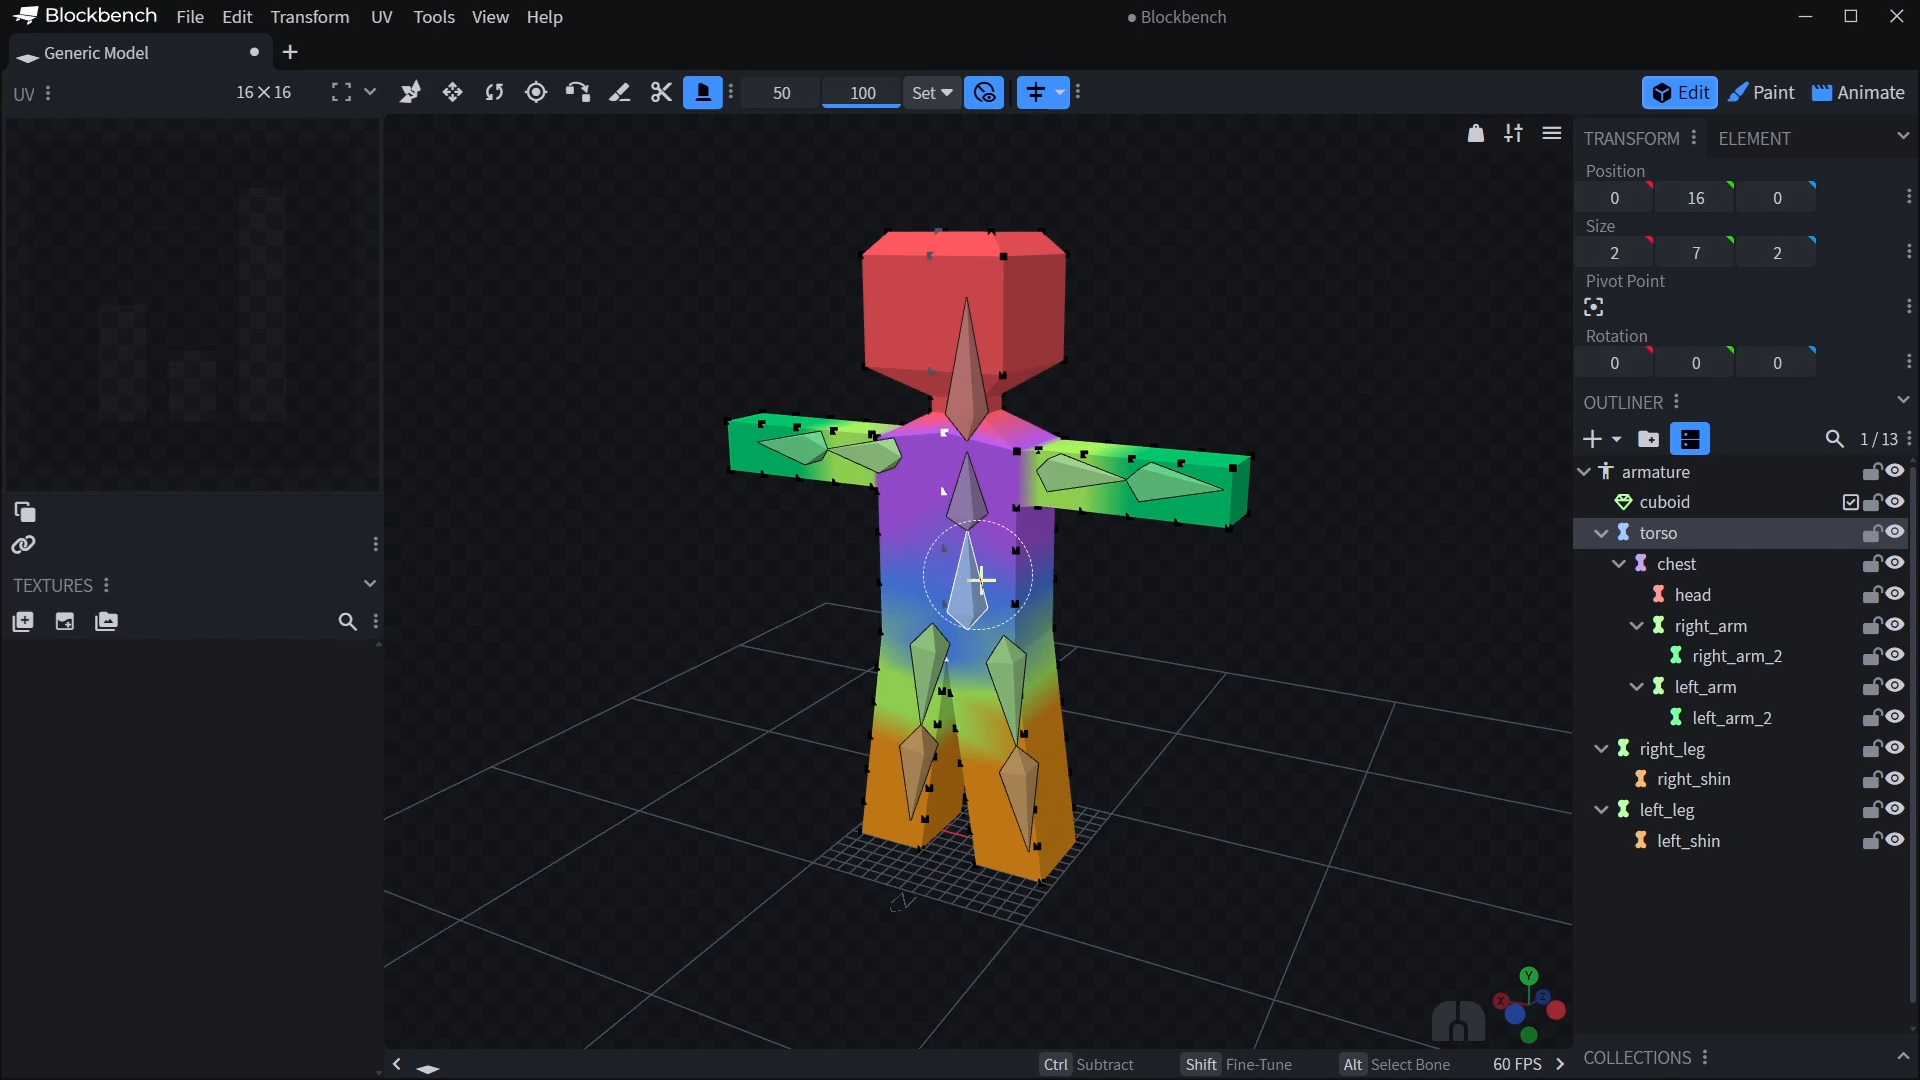 Blockbench File Edit Transform UV Tools View Help
Blockbench
Generic Model
UV 16×16
50 100 Set
Edit Paint Animate
TRANSFORM ELEMENT
Position
0 16 0
Size
2 7 2
Pivot Point
Rotation
0 0 0
OUTLINER
1/13
armature
cuboid
torso
chest
head
right_arm
right_arm_2
left_arm
left_arm_2
right_leg
right_shin
left_leg
left_shin
TEXTURES
Y
X
Z
Ctrl Subtract Shift Fine-Tune Alt Select Bone 60 FPS
COLLECTIONS